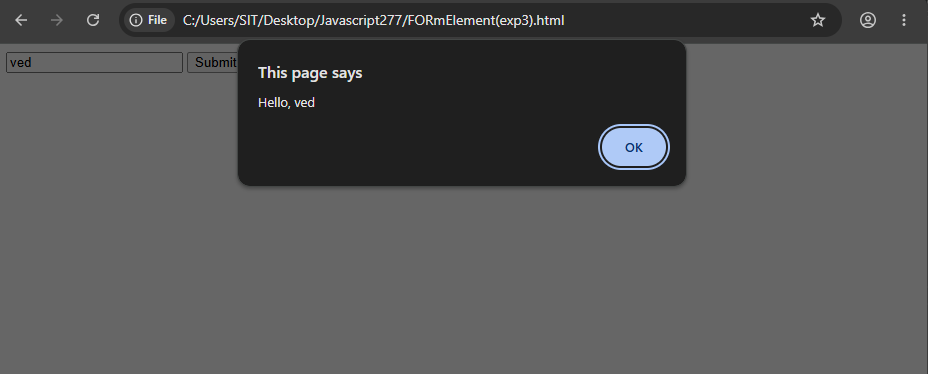 File C:/Users/SIT/Desktop/Javascript277/FORmElement(exp3).html
ved Submit
This page says
Hello, ved
OK